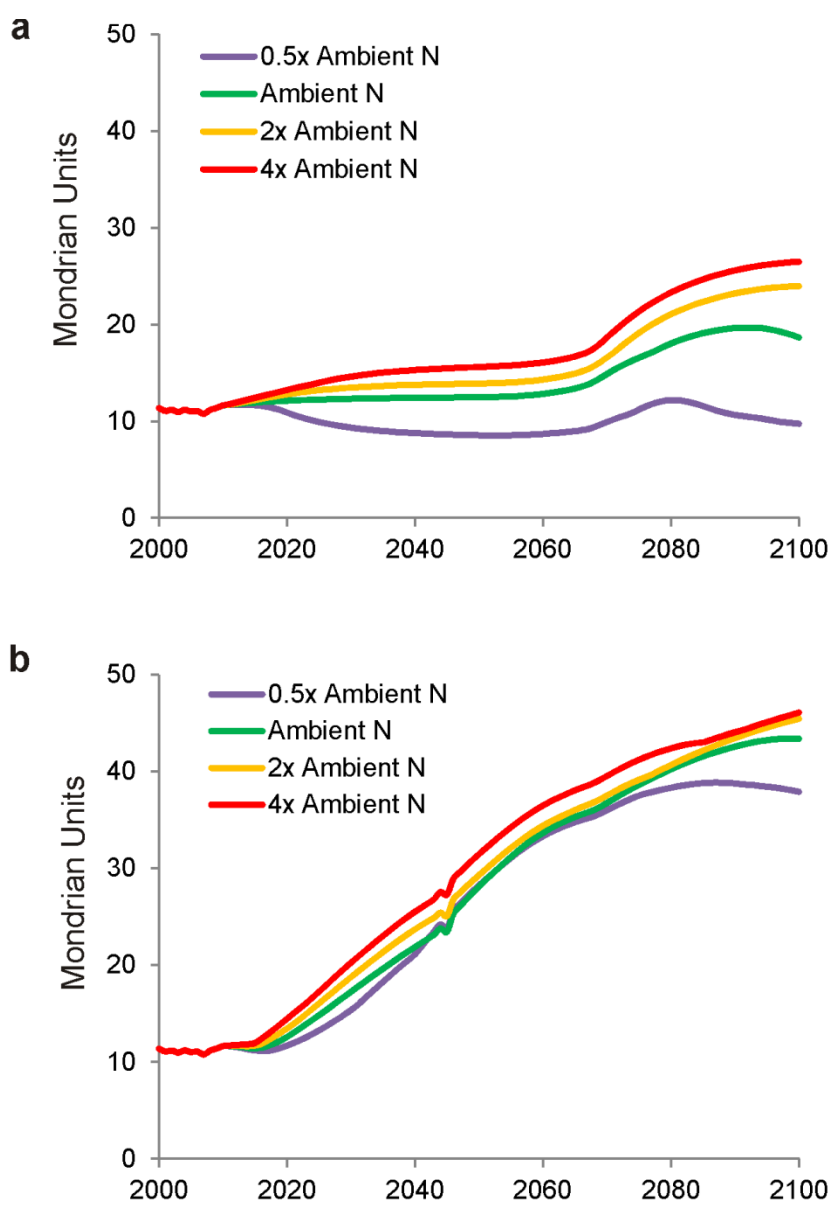 a
50
40
30
20
10
0
Mondrian Units
0.5x Ambient N
Ambient N
2x Ambient N
4x Ambient N
2000 2020 2040 2060 2080 2100
b
50
40
30
20
10
0
Mondrian Units
0.5x Ambient N
Ambient N
2x Ambient N
4x Ambient N
2000 2020 2040 2060 2080 2100